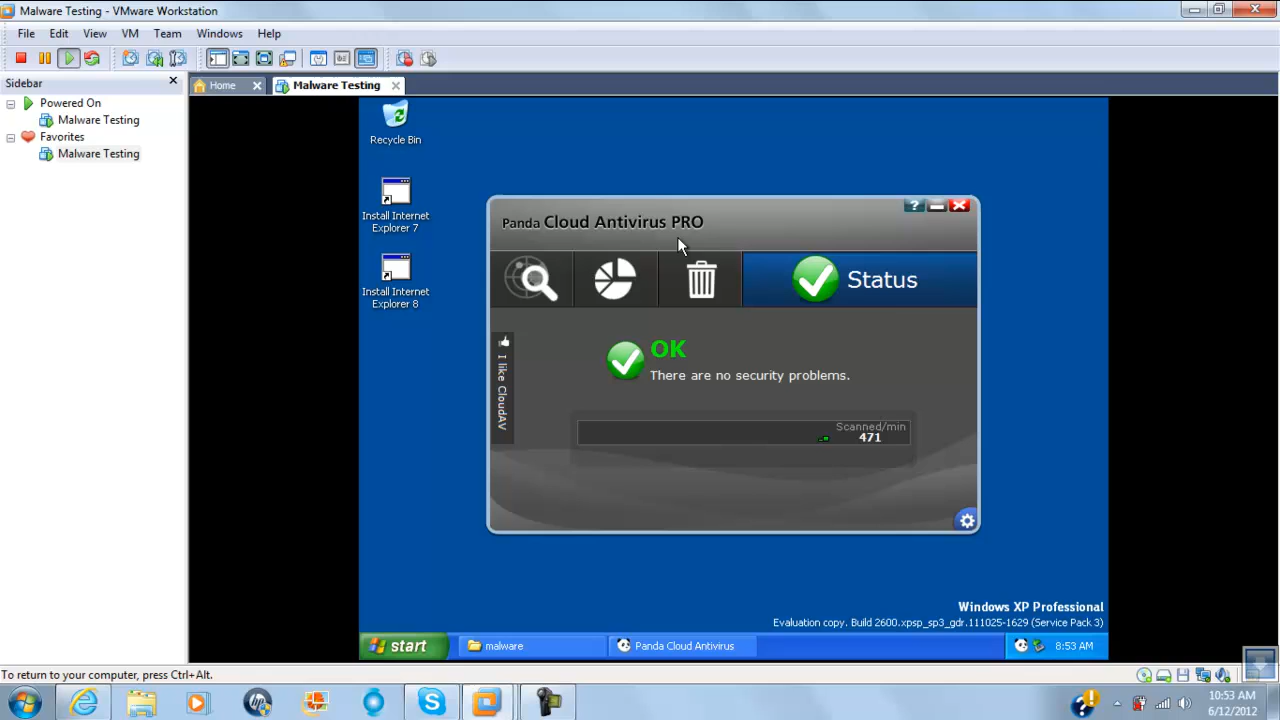 Malware Testing - VMware Workstation
File Edit View VM Team Windows Help
Sidebar
Home
Malware Testing
Powered On
Malware Testing
Favorites
Malware Testing
Recycle Bin
Install Internet
Explorer 7
Install Internet
Explorer 8
Panda Cloud Antivirus PRO
?
Status
I like CloudAV
OK
There are no security problems.
Scanned/min
471
Windows XP Professional
Evaluation copy. Build 2600.xpsp_sp3_gdr.111025-1629 (Service Pack 3)
start
malware
Panda Cloud Antivirus
8:53 AM
To return to your computer, press Ctrl+Alt.
10:53 AM
6/12/2012